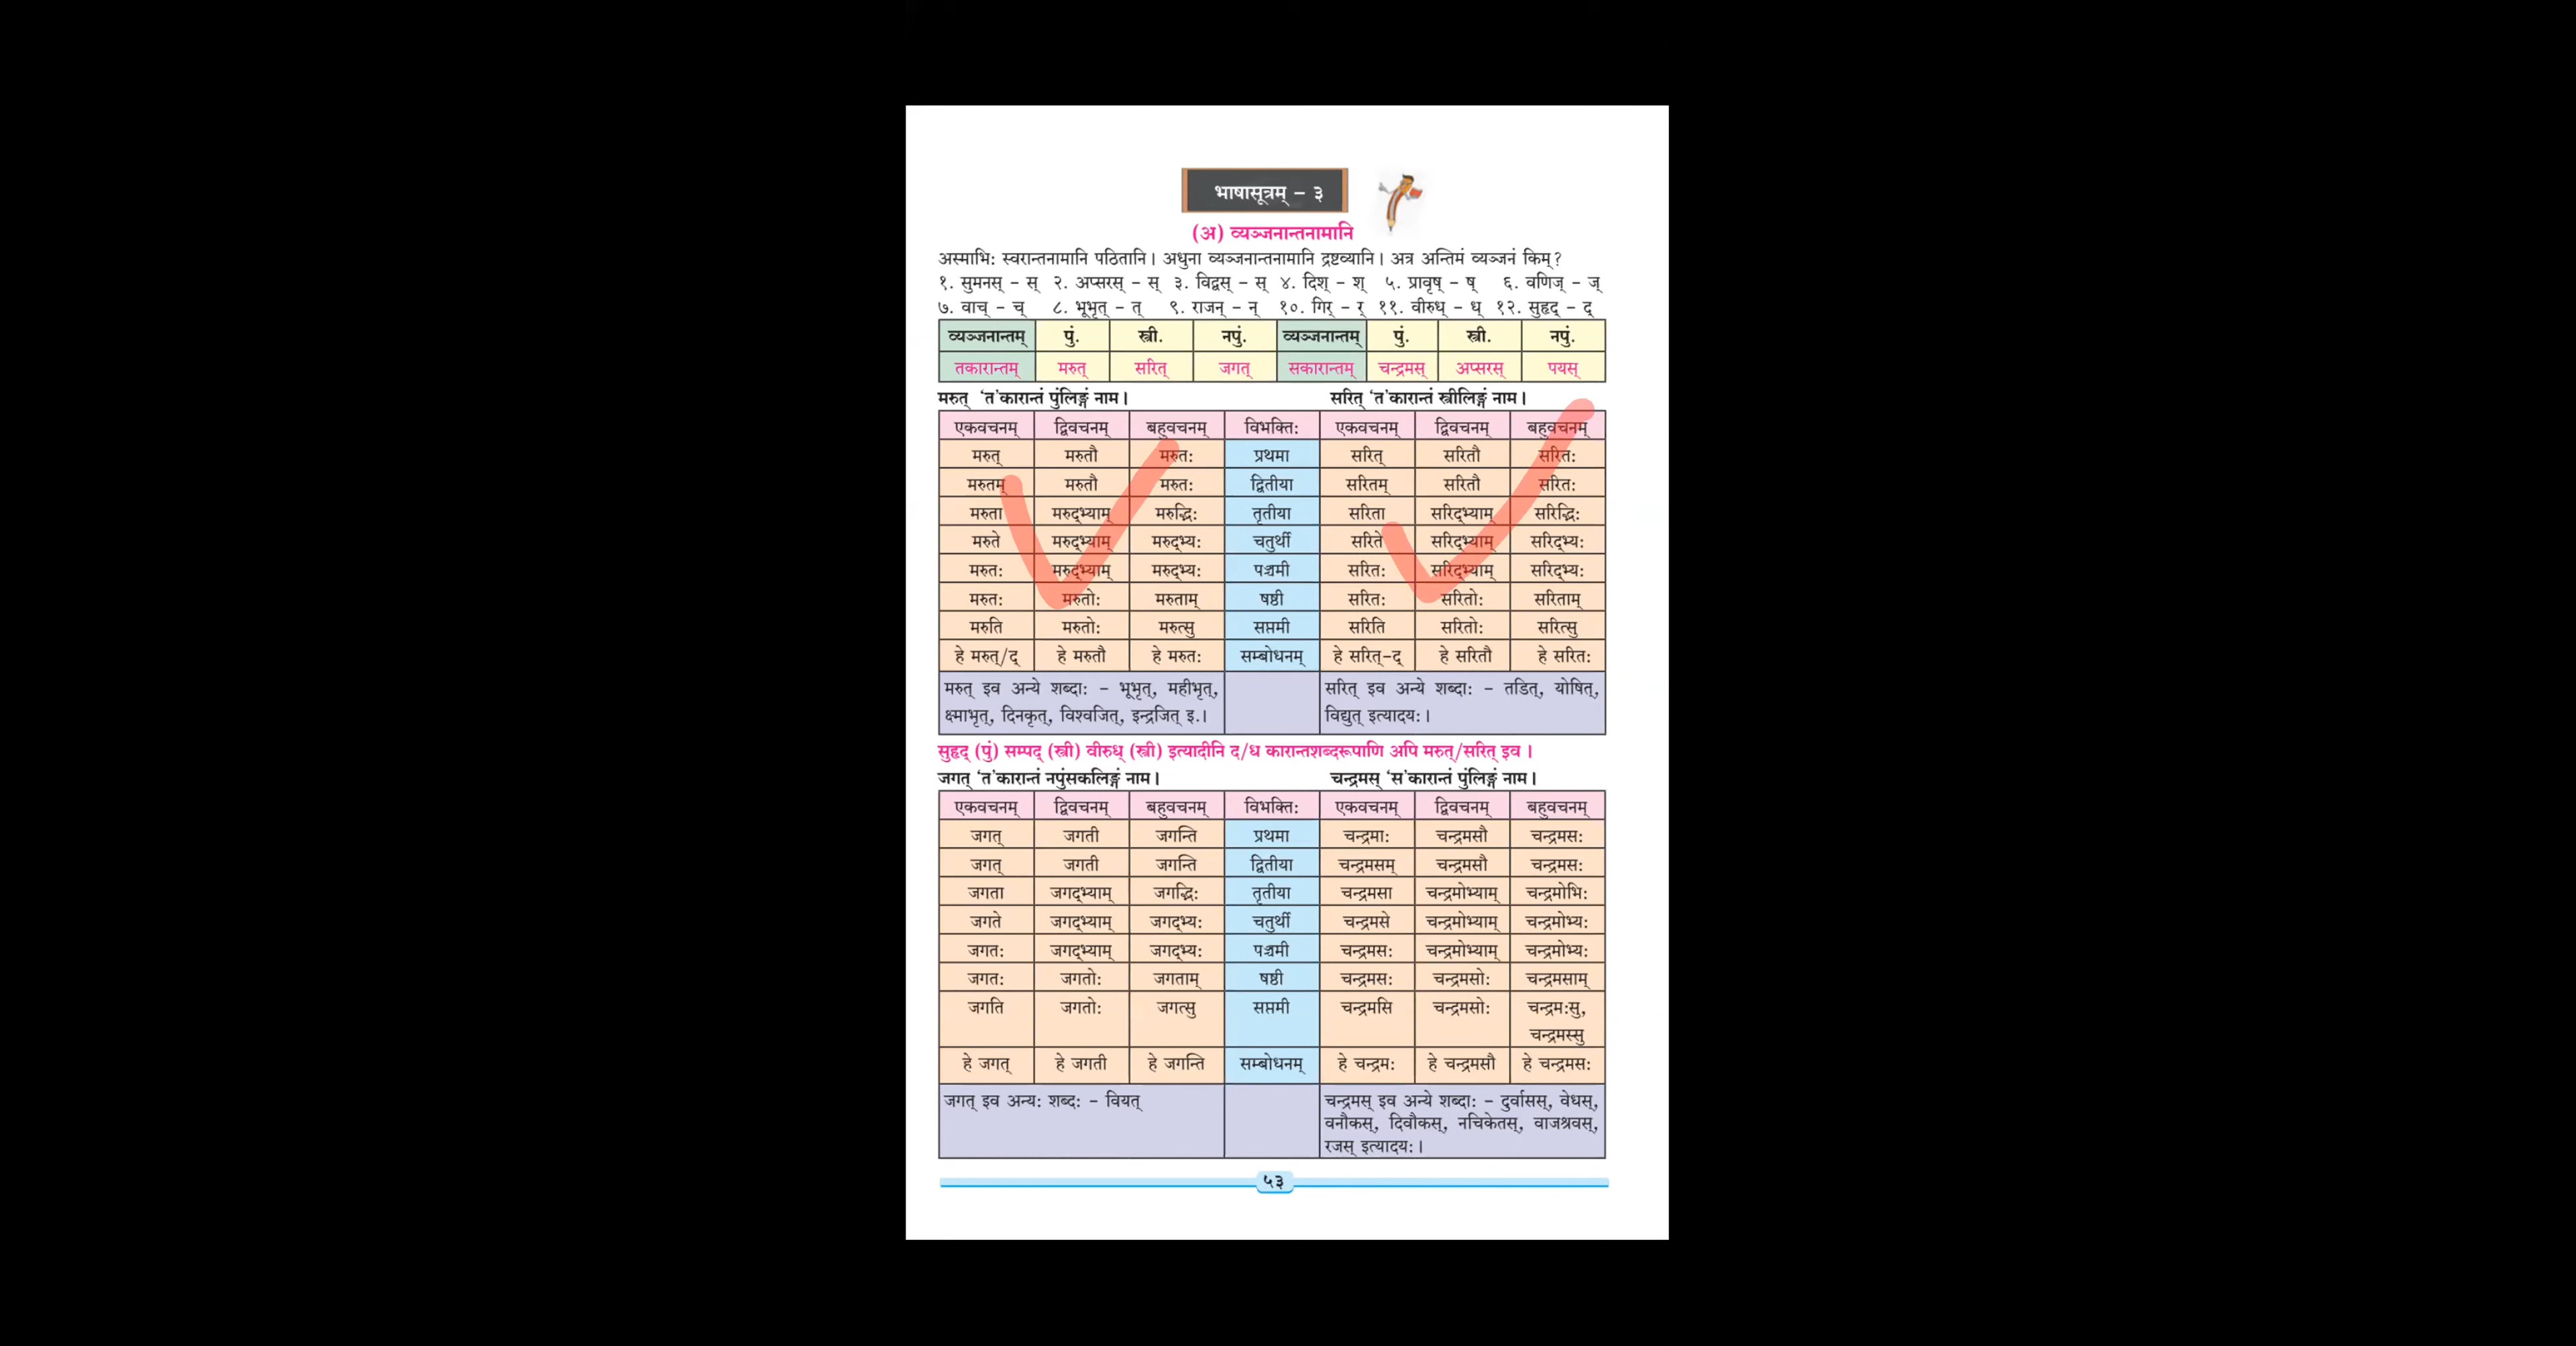 भाषासूत्रम् – ३
(अ) व्यञ्जनान्तनामानि
अस्माभि: स्वरान्तनामानि पठितानि। अधुना व्यञ्जनान्तनामानि द्रष्टव्यानि। अत्र अन्तिमं व्यञ्जनं किम्?
१. सुमनस् – स् २. अप्सरस् – स् ३. विद्वस् – स् ४. दिश् – श् ५. प्रावृष् – ष् ६. वणिज् – ज्
७. वाच् – च् ८. भूभृत् – त् ९. राजन् – न् १०. गिर् – र् ११. वीरुध् – ध् १२. सुहृद् – द्
व्यञ्जनान्तम् पुं. स्त्री. नपुं. व्यञ्जनान्तम् पुं. स्त्री. नपुं.
तकारान्तम् मरुत् सरित् जगत् सकारान्तम् चन्द्रमस् अप्सरस् पयस्
मरुत् ‘त’कारान्तं पुंलिङ्गं नाम। सरित् ‘त’कारान्तं स्त्रीलिङ्गं नाम।
एकवचनम् द्विवचनम् बहुवचनम् विभक्ति: एकवचनम् द्विवचनम् बहुवचनम्
मरुत् मरुतौ मरुत: प्रथमा सरित् सरितौ सरित:
मरुतम् मरुतौ मरुत: द्वितीया सरितम् सरितौ सरित:
मरुता मरुद्भ्याम् मरुद्भि: तृतीया सरिता सरिद्भ्याम् सरिद्भि:
मरुते मरुद्भ्याम् मरुद्भ्य: चतुर्थी सरिते सरिद्भ्याम् सरिद्भ्य:
मरुत: मरुद्भ्याम् मरुद्भ्य: पञ्चमी सरित: सरिद्भ्याम् सरिद्भ्य:
मरुत: मरुतो: मरुताम् षष्ठी सरित: सरितो: सरिताम्
मरुति मरुतो: मरुत्सु सप्तमी सरिति सरितो: सरित्सु
हे मरुत्/द् हे मरुतौ हे मरुत: सम्बोधनम् हे सरित्-द् हे सरितौ हे सरित:
मरुत् इव अन्ये शब्दा: – भूभृत्, महीभृत्, सरित् इव अन्ये शब्दा: – तडित्, योषित्,
क्ष्माभृत्, दिनकृत्, विश्वजित्, इन्द्रजित् इ.। विद्युत् इत्यादय:।
सुहृद् (पुं) सम्पद् (स्त्री) वीरुध् (स्त्री) इत्यादीनि द/ध कारान्तशब्दरूपाणि अपि मरुत्/सरित् इव।
जगत् ‘त’कारान्तं नपुंसकलिङ्गं नाम। चन्द्रमस् ‘स’कारान्तं पुंलिङ्गं नाम।
एकवचनम् द्विवचनम् बहुवचनम् विभक्ति: एकवचनम् द्विवचनम् बहुवचनम्
जगत् जगती जगन्ति प्रथमा चन्द्रमा: चन्द्रमसौ चन्द्रमस:
जगत् जगती जगन्ति द्वितीया चन्द्रमसम् चन्द्रमसौ चन्द्रमस:
जगता जगद्भ्याम् जगद्भि: तृतीया चन्द्रमसा चन्द्रमोभ्याम् चन्द्रमोभि:
जगते जगद्भ्याम् जगद्भ्य: चतुर्थी चन्द्रमसे चन्द्रमोभ्याम् चन्द्रमोभ्य:
जगत: जगद्भ्याम् जगद्भ्य: पञ्चमी चन्द्रमस: चन्द्रमोभ्याम् चन्द्रमोभ्य:
जगत: जगतो: जगताम् षष्ठी चन्द्रमस: चन्द्रमसो: चन्द्रमसाम्
जगति जगतो: जगत्सु सप्तमी चन्द्रमसि चन्द्रमसो: चन्द्रम:सु,
चन्द्रमस्सु
हे जगत् हे जगती हे जगन्ति सम्बोधनम् हे चन्द्रम: हे चन्द्रमसौ हे चन्द्रमस:
जगत् इव अन्य: शब्द: – वियत् चन्द्रमस् इव अन्ये शब्दा: – दुर्वासस्, वेधस्,
वनौकस्, दिवौकस्, नचिकेतस्, वाजश्रवस्,
रजस् इत्यादय:।
५३